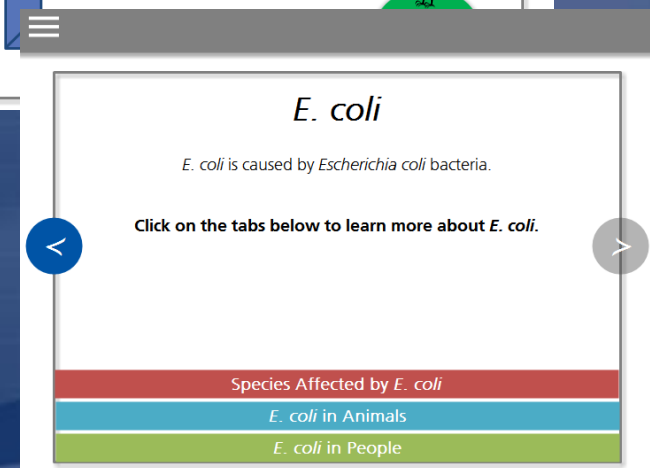 E. coli
E. coli is caused by Escherichia coli bacteria.
Click on the tabs below to learn more about E. coli.
Species Affected by E. coli
E. coli in Animals
E. coli in People